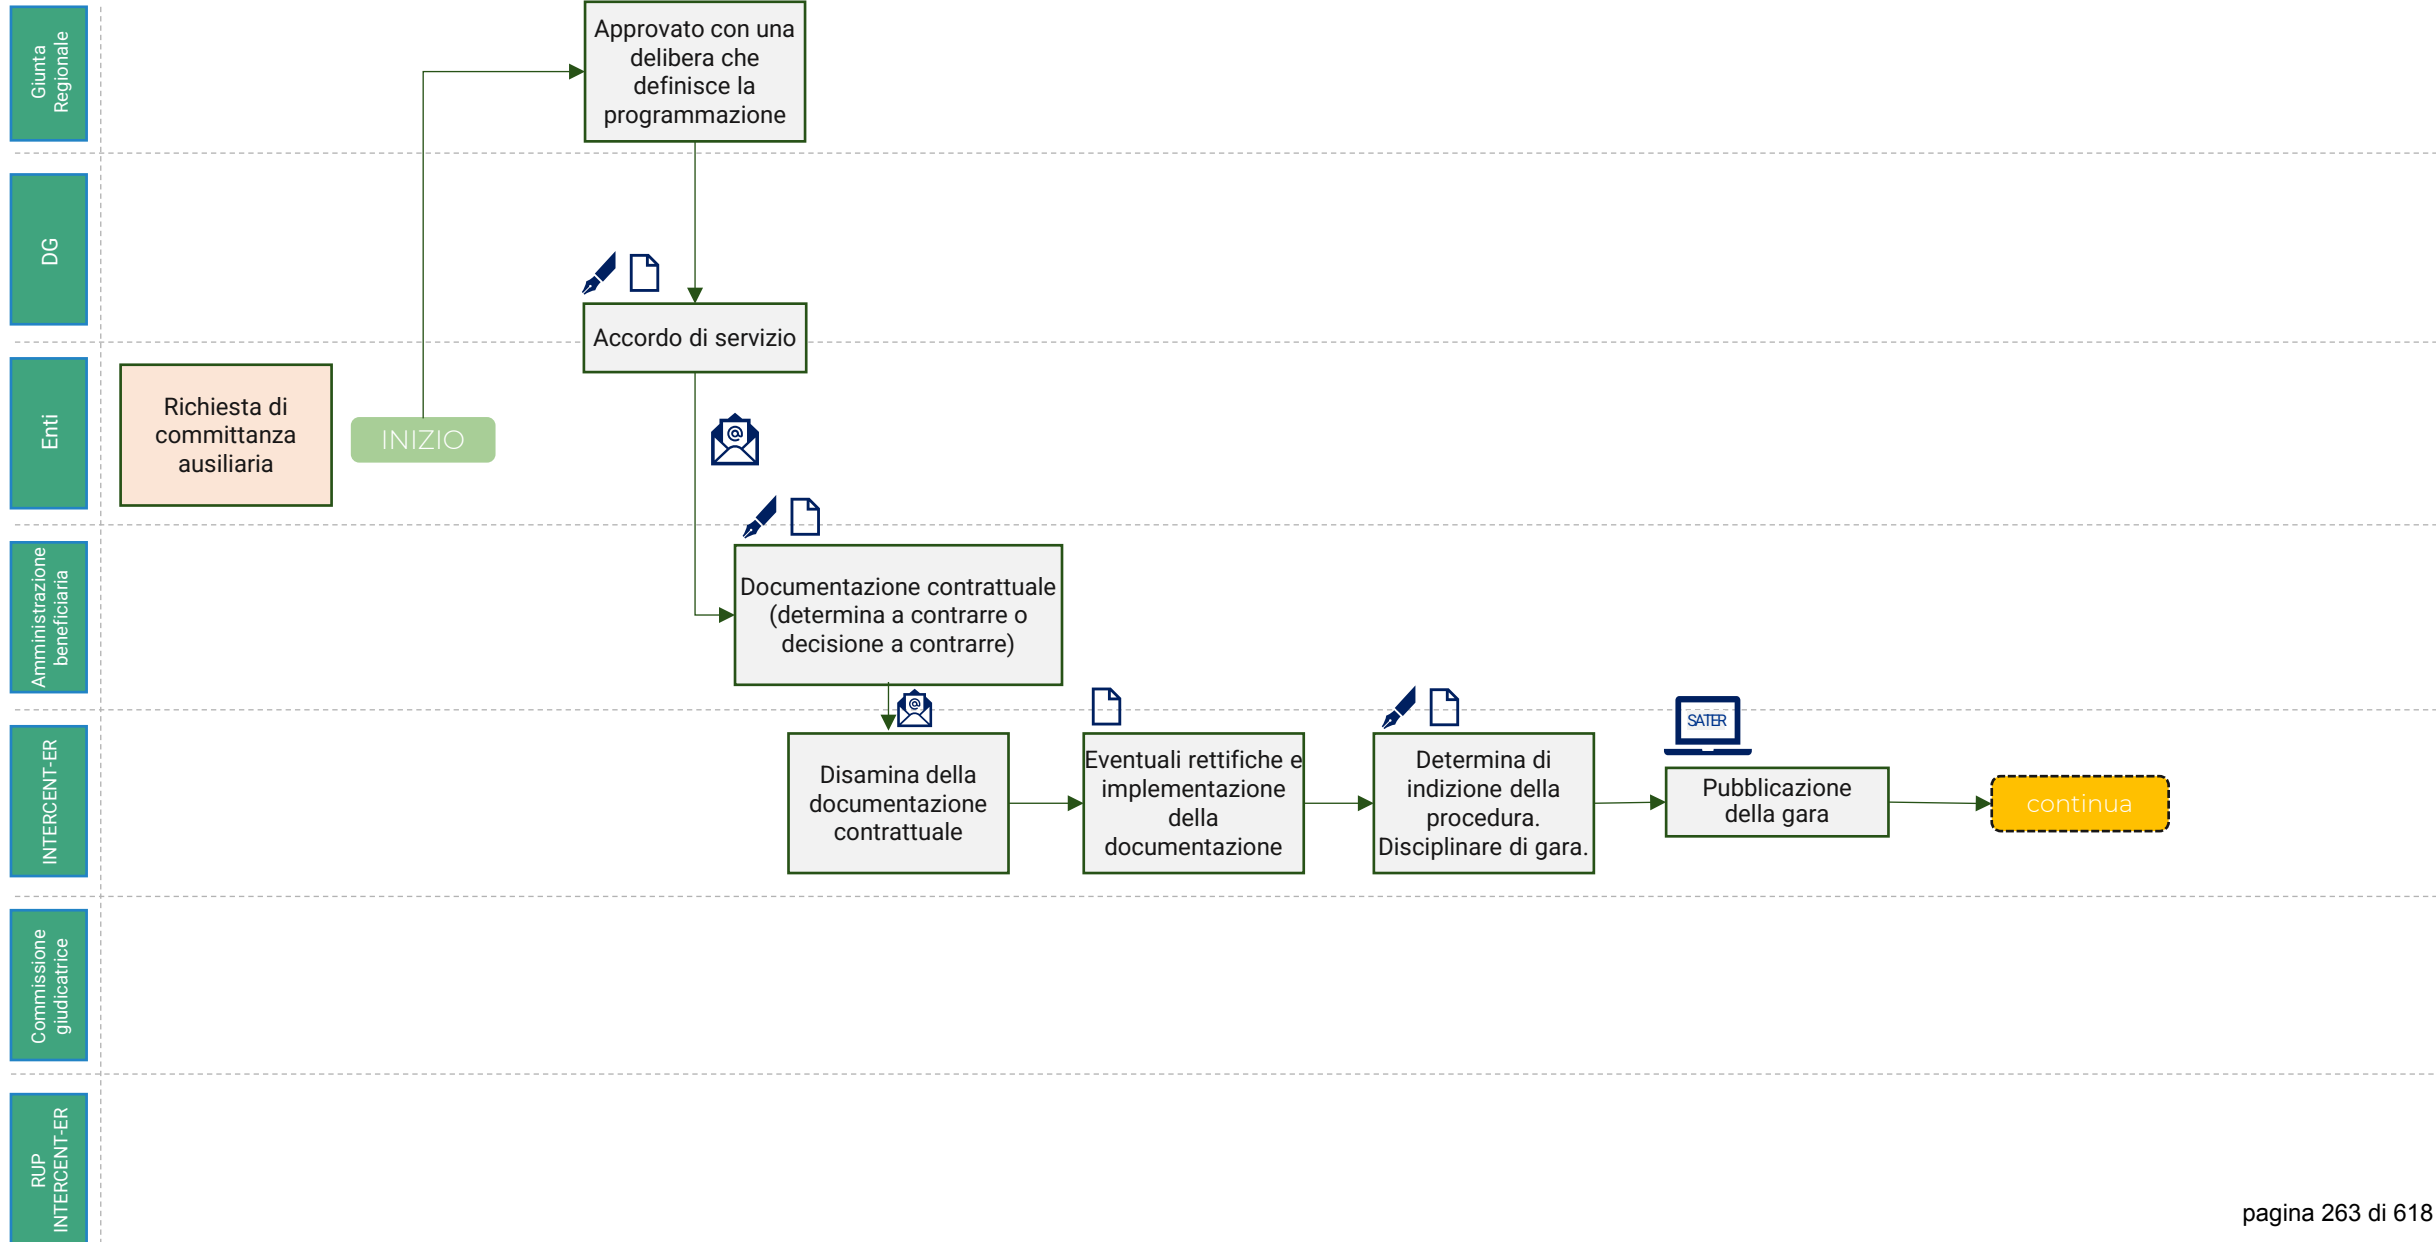 Giunta
Regionale
Approvato con una
delibera che
definisce la
programmazione
DG
Accordo di servizio
Enti
Richiesta di
committanza
ausiliaria
INIZIO
@
Amministrazione
beneficiaria
Documentazione contrattuale
(determina a contrarre o
decisione a contrarre)
@
INTERCENT-ER
Disamina della
documentazione
contrattuale
Eventuali rettifiche e
implementazione
della
documentazione
Determina di
indizione della
procedura.
Disciplinare di gara.
SATER
Pubblicazione
della gara
continua
Commissione
giudicatrice
RUP
INTERCENT-ER
pagina 263 di 618